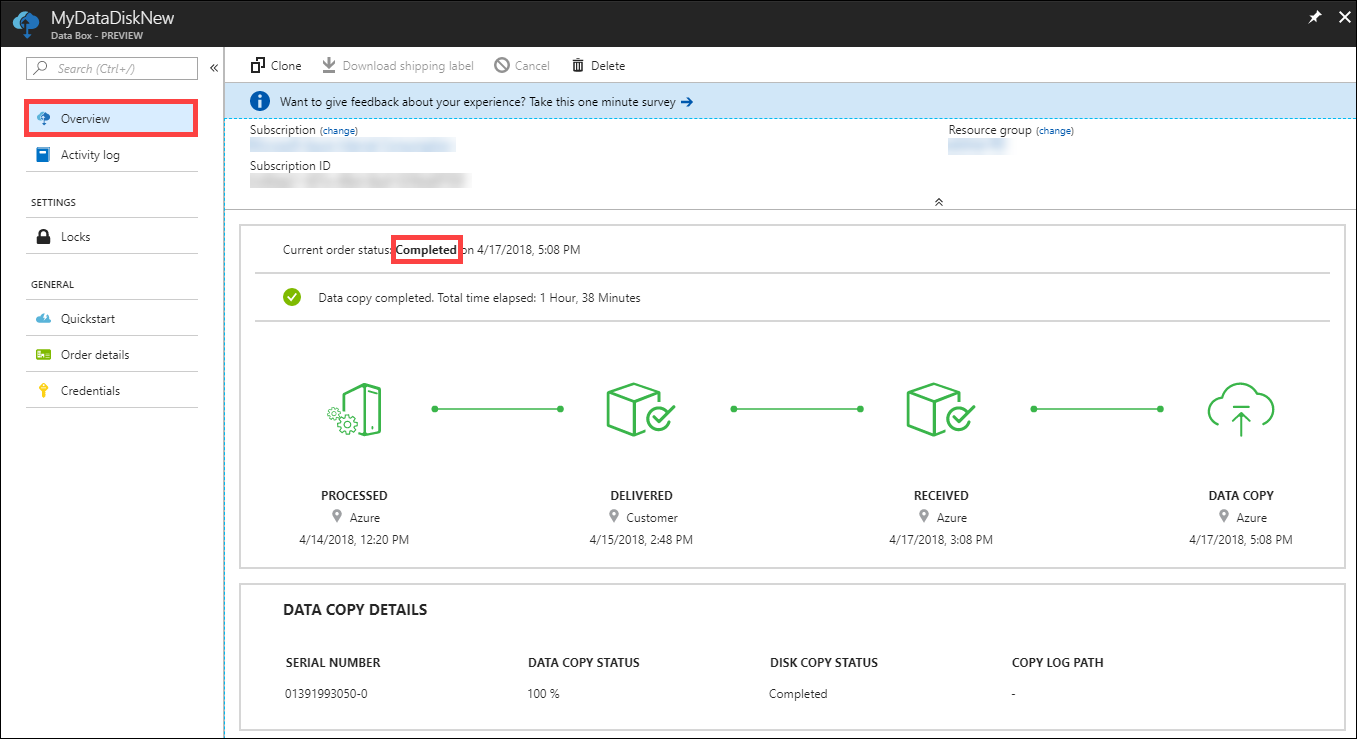 MyDataDiskNew
Data Box - PREVIEW
Search (Ctrl+/)
«
Clone
Download shipping label
Cancel
Delete
Overview
Activity log
SETTINGS
Locks
GENERAL
Quickstart
Order details
Credentials
Want to give feedback about your experience? Take this one minute survey →
Subscription (change)
Resource group (change)
Subscription ID
Current order status: Completed on 4/17/2018, 5:08 PM
Data copy completed. Total time elapsed: 1 Hour, 38 Minutes
PROCESSED DELIVERED RECEIVED DATA COPY
Azure Customer Azure Azure
4/14/2018, 12:20 PM 4/15/2018, 2:48 PM 4/17/2018, 3:08 PM 4/17/2018, 5:08 PM
DATA COPY DETAILS
SERIAL NUMBER DATA COPY STATUS DISK COPY STATUS COPY LOG PATH
01391993050-0 100 % Completed -